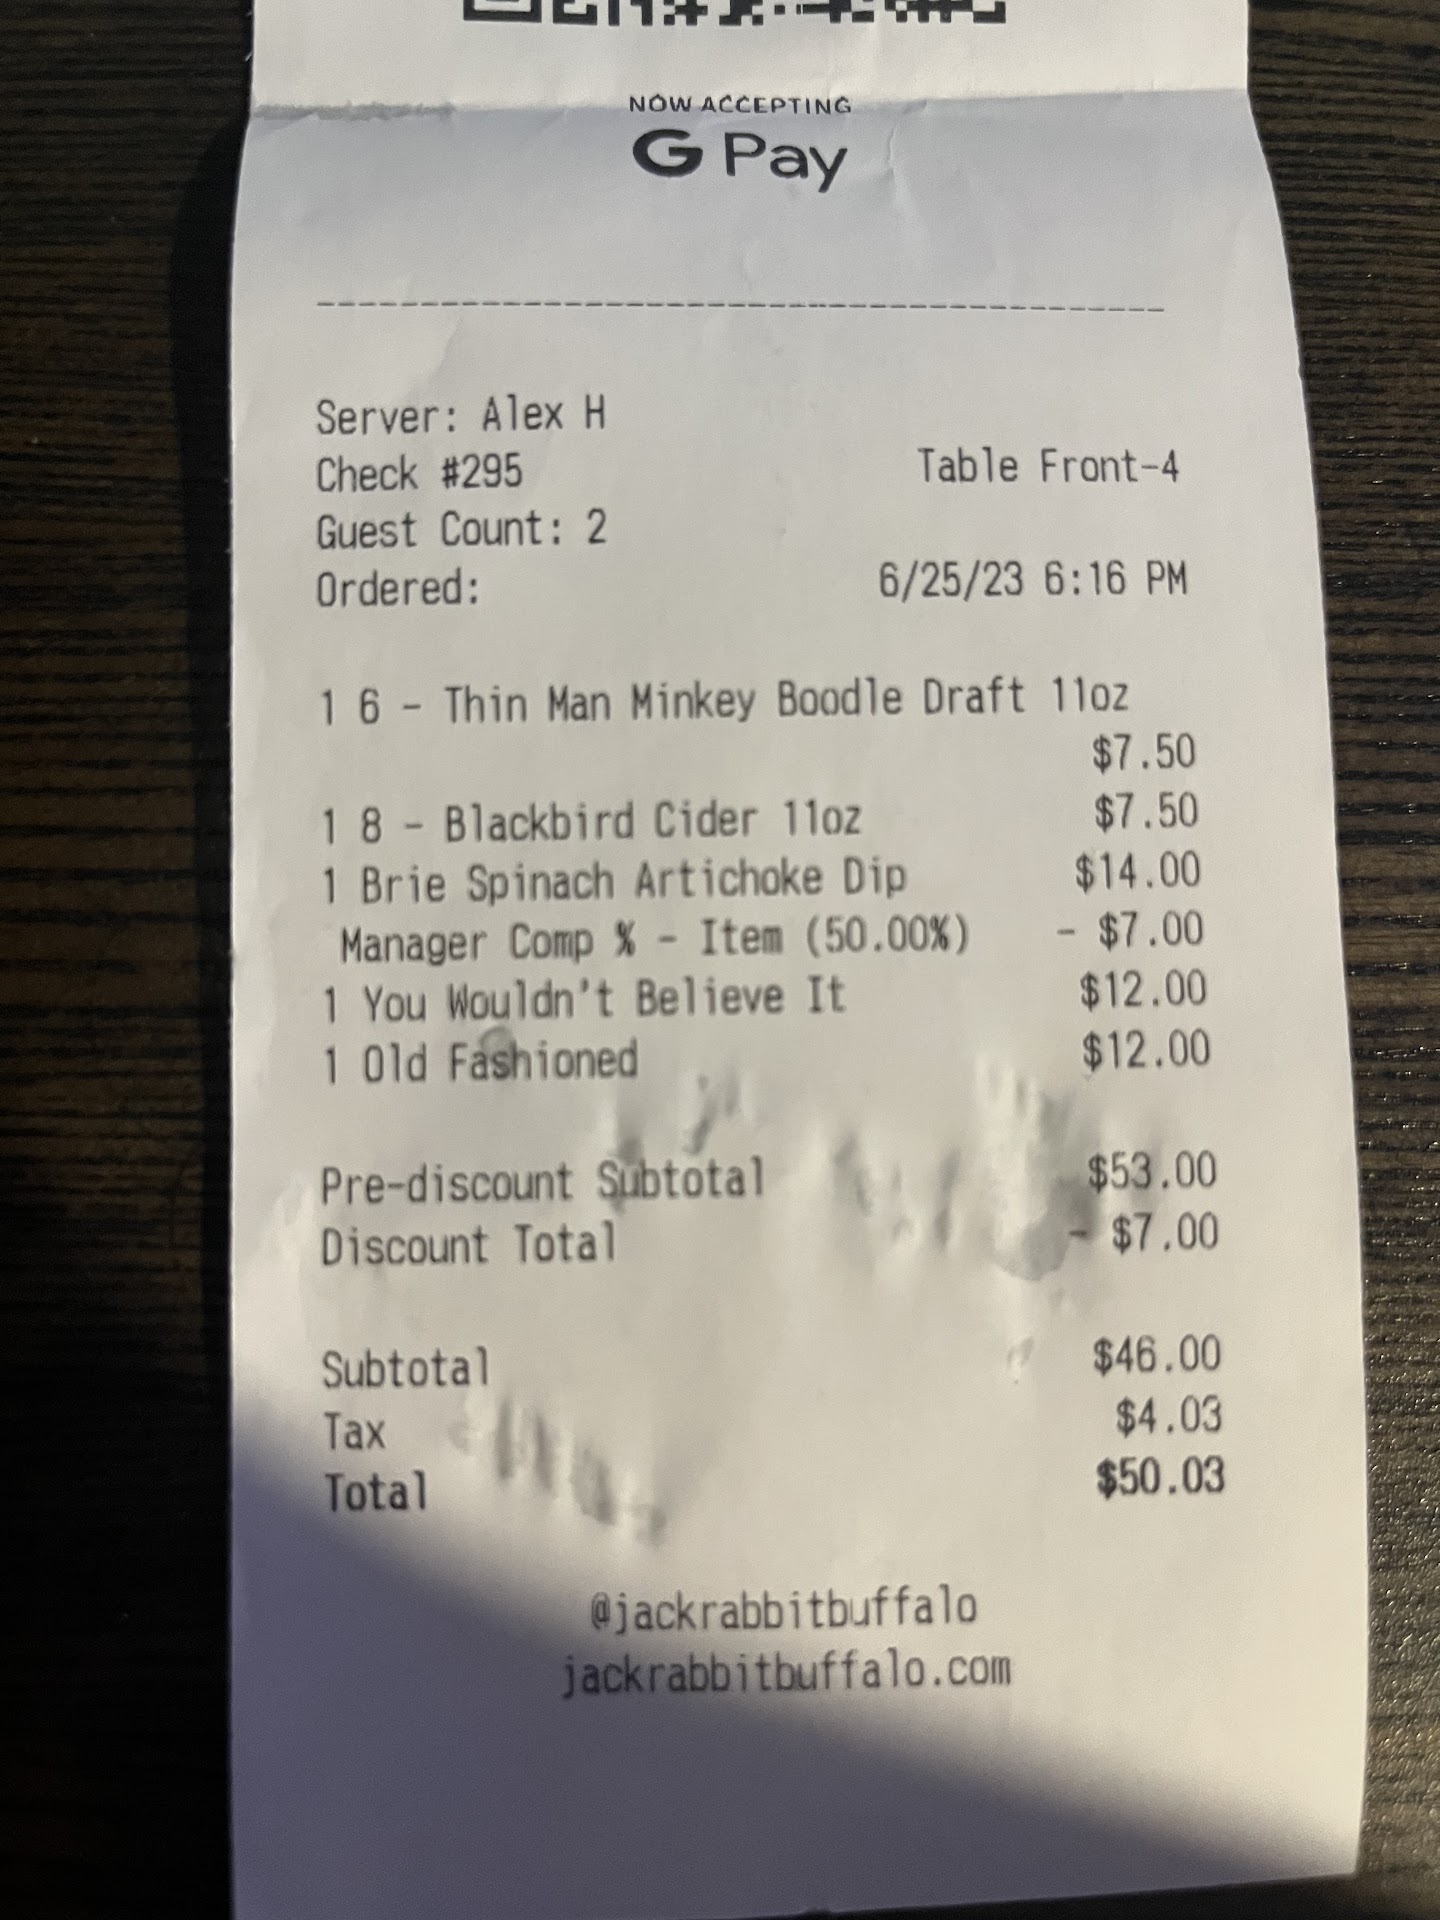 NOW ACCEPTING
G Pay
Server: Alex H
Check #295 Table Front-4
Guest Count: 2
Ordered: 6/25/23 6:16 PM
1 6 - Thin Man Minkey Boodle Draft 11oz
$7.50
1 8 - Blackbird Cider 11oz $7.50
1 Brie Spinach Artichoke Dip $14.00
Manager Comp % - Item (50.00%) - $7.00
1 You Wouldn't Believe It $12.00
1 Old Fashioned $12.00
Pre-discount Subtotal $53.00
Discount Total - $7.00
Subtotal $46.00
Tax $4.03
Total $50.03
@jackrabbitbuffalo
jackrabbitbuffalo.com